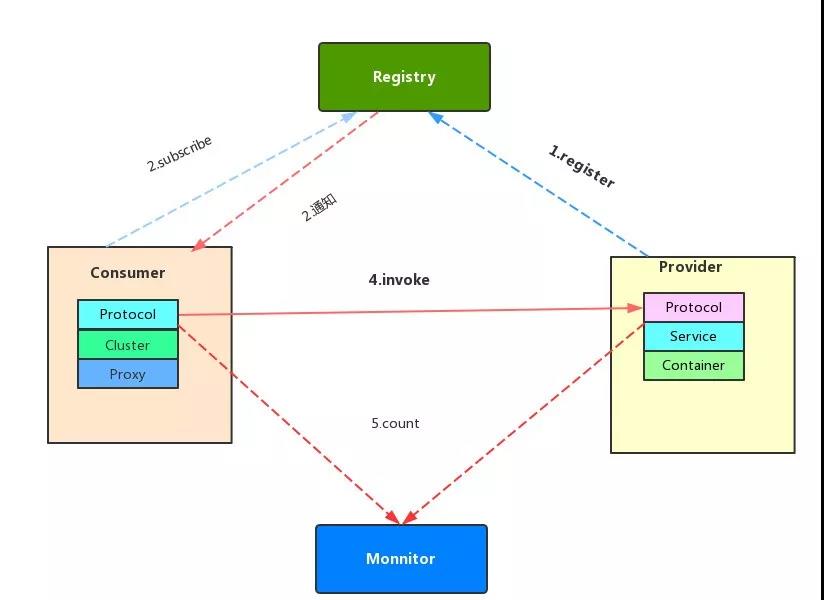 Registry
2.subscribe
1.register
2.通知
Consumer
4.invoke
Provider
Protocol
Cluster
Proxy
Protocol
Service
Container
5.count
Monnitor